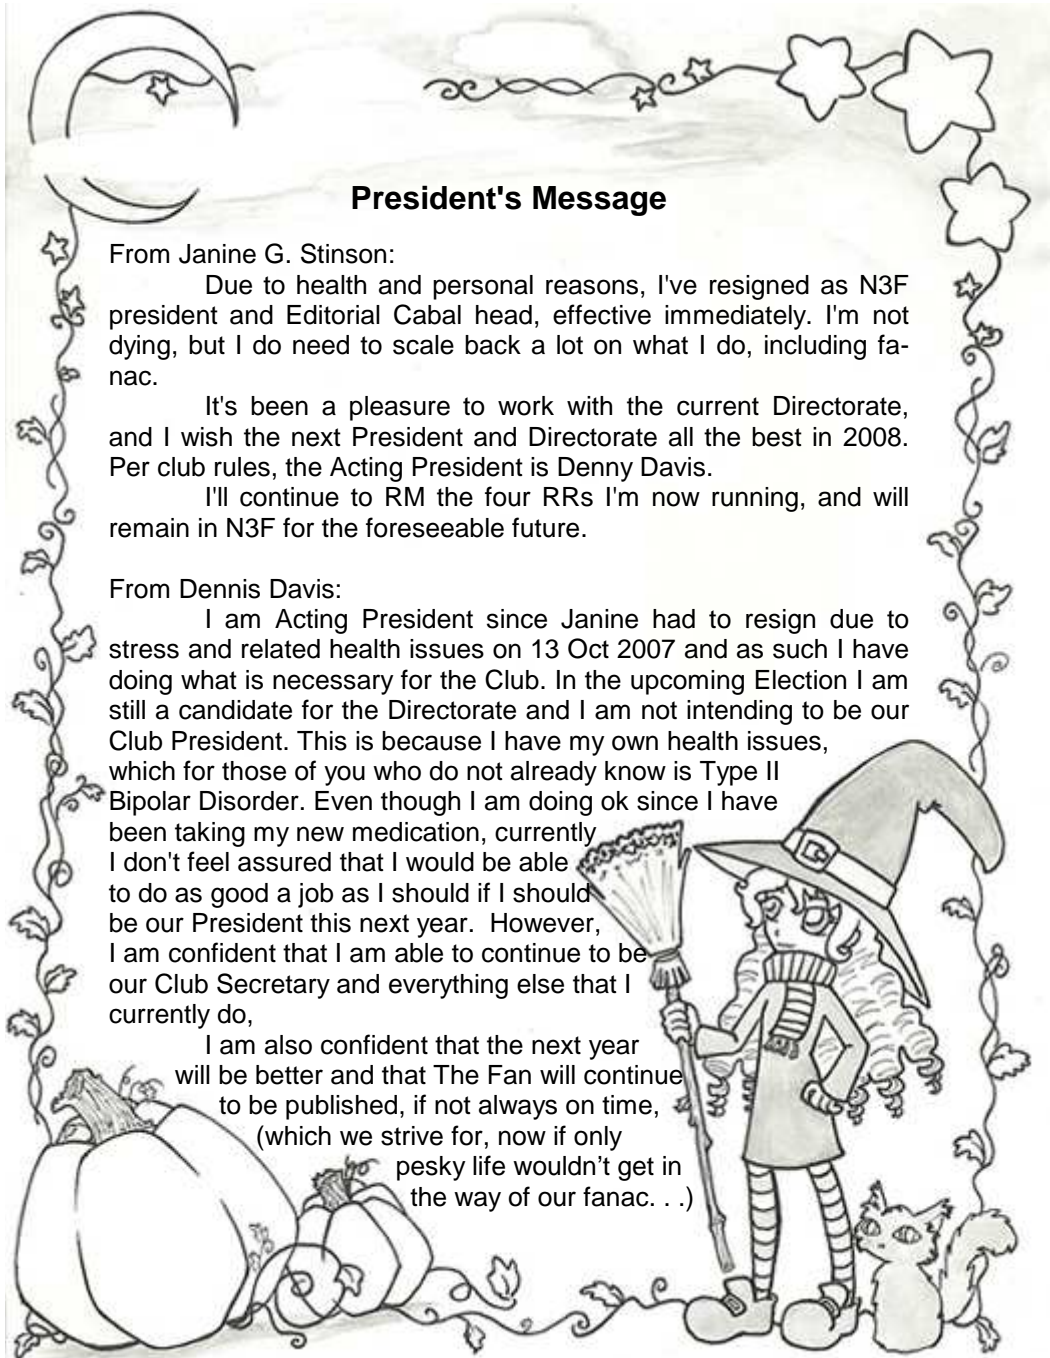 President's Message
From Janine G. Stinson:
Due to health and personal reasons, I've resigned as N3F
president and Editorial Cabal head, effective immediately. I'm not
dying, but I do need to scale back a lot on what I do, including fa-
nac.
It's been a pleasure to work with the current Directorate,
and I wish the next President and Directorate all the best in 2008.
Per club rules, the Acting President is Denny Davis.
I'll continue to RM the four RRs I'm now running, and will
remain in N3F for the foreseeable future.
From Dennis Davis:
I am Acting President since Janine had to resign due to
stress and related health issues on 13 Oct 2007 and as such I have
doing what is necessary for the Club. In the upcoming Election I am
still a candidate for the Directorate and I am not intending to be our
Club President. This is because I have my own health issues,
which for those of you who do not already know is Type II
Bipolar Disorder. Even though I am doing ok since I have
been taking my new medication, currently
I don't feel assured that I would be able
to do as good a job as I should if I should
be our President this next year.  However,
I am confident that I am able to continue to be
our Club Secretary and everything else that I
currently do,
I am also confident that the next year
will be better and that The Fan will continue
to be published, if not always on time,
(which we strive for, now if only
pesky life wouldn’t get in
the way of our fanac. . .)